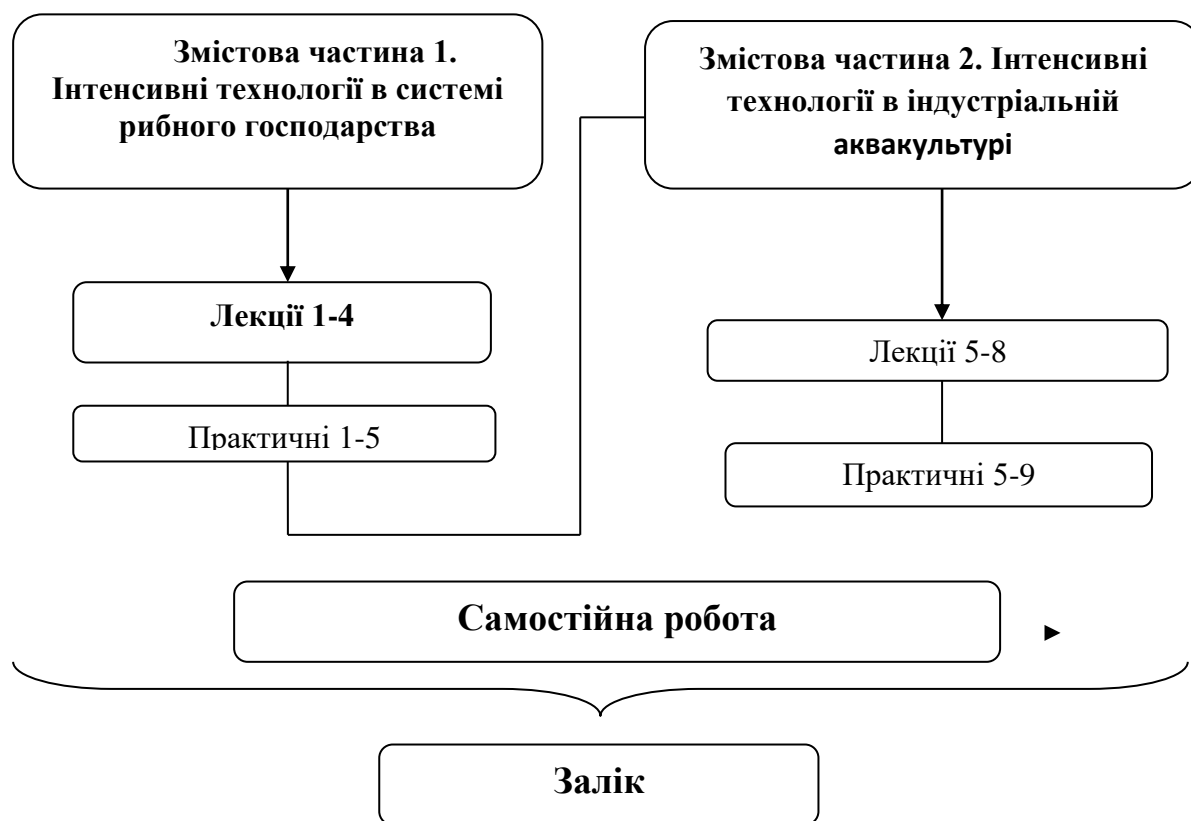 Змістова частина 1.
Інтенсивні технології в системі
рибного господарства
Лекції 1-4
Практичні 1-5
Змістова частина 2. Інтенсивні
технології в індустріальній
аквакультурі
Лекції 5-8
Практичні 5-9
Самостійна робота
Залік